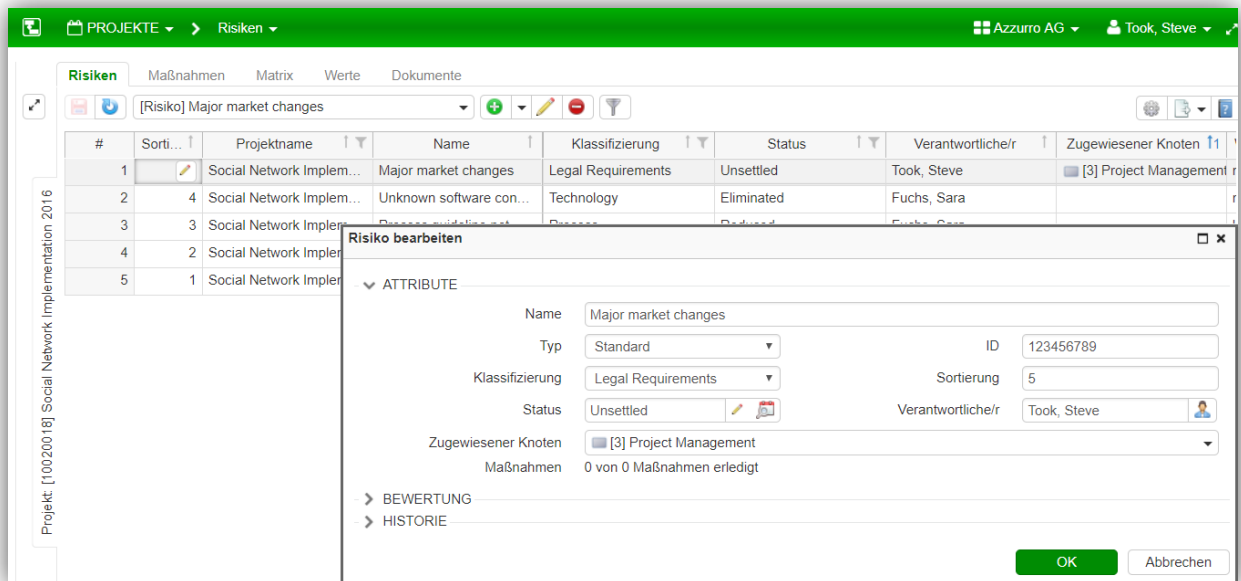 PROJEKTE > Risiken Azzurro AG Took, Steve
Risiken Maßnahmen Matrix Werte Dokumente
[Risiko] Major market changes
# Sorti... Projektname Name Klassifizierung Status Verantwortliche/r Zugewiesener Knoten 1
1 Social Network Implem... Major market changes Legal Requirements Unsettled Took, Steve [3] Project Management
2 4 Social Network Implem... Unknown software con... Technology Eliminated Fuchs, Sara
3 3 Social Network Implem
4 2 Social Network Implem
5 1 Social Network Implem
Projekt: [10020018] Social Network Implementation 2016
Risiko bearbeiten
ATTRIBUTE
Name Major market changes
Typ Standard ID 123456789
Klassifizierung Legal Requirements Sortierung 5
Status Unsettled Verantwortliche/r Took, Steve
Zugewiesener Knoten [3] Project Management
Maßnahmen 0 von 0 Maßnahmen erledigt
BEWERTUNG
HISTORIE
OK Abbrechen